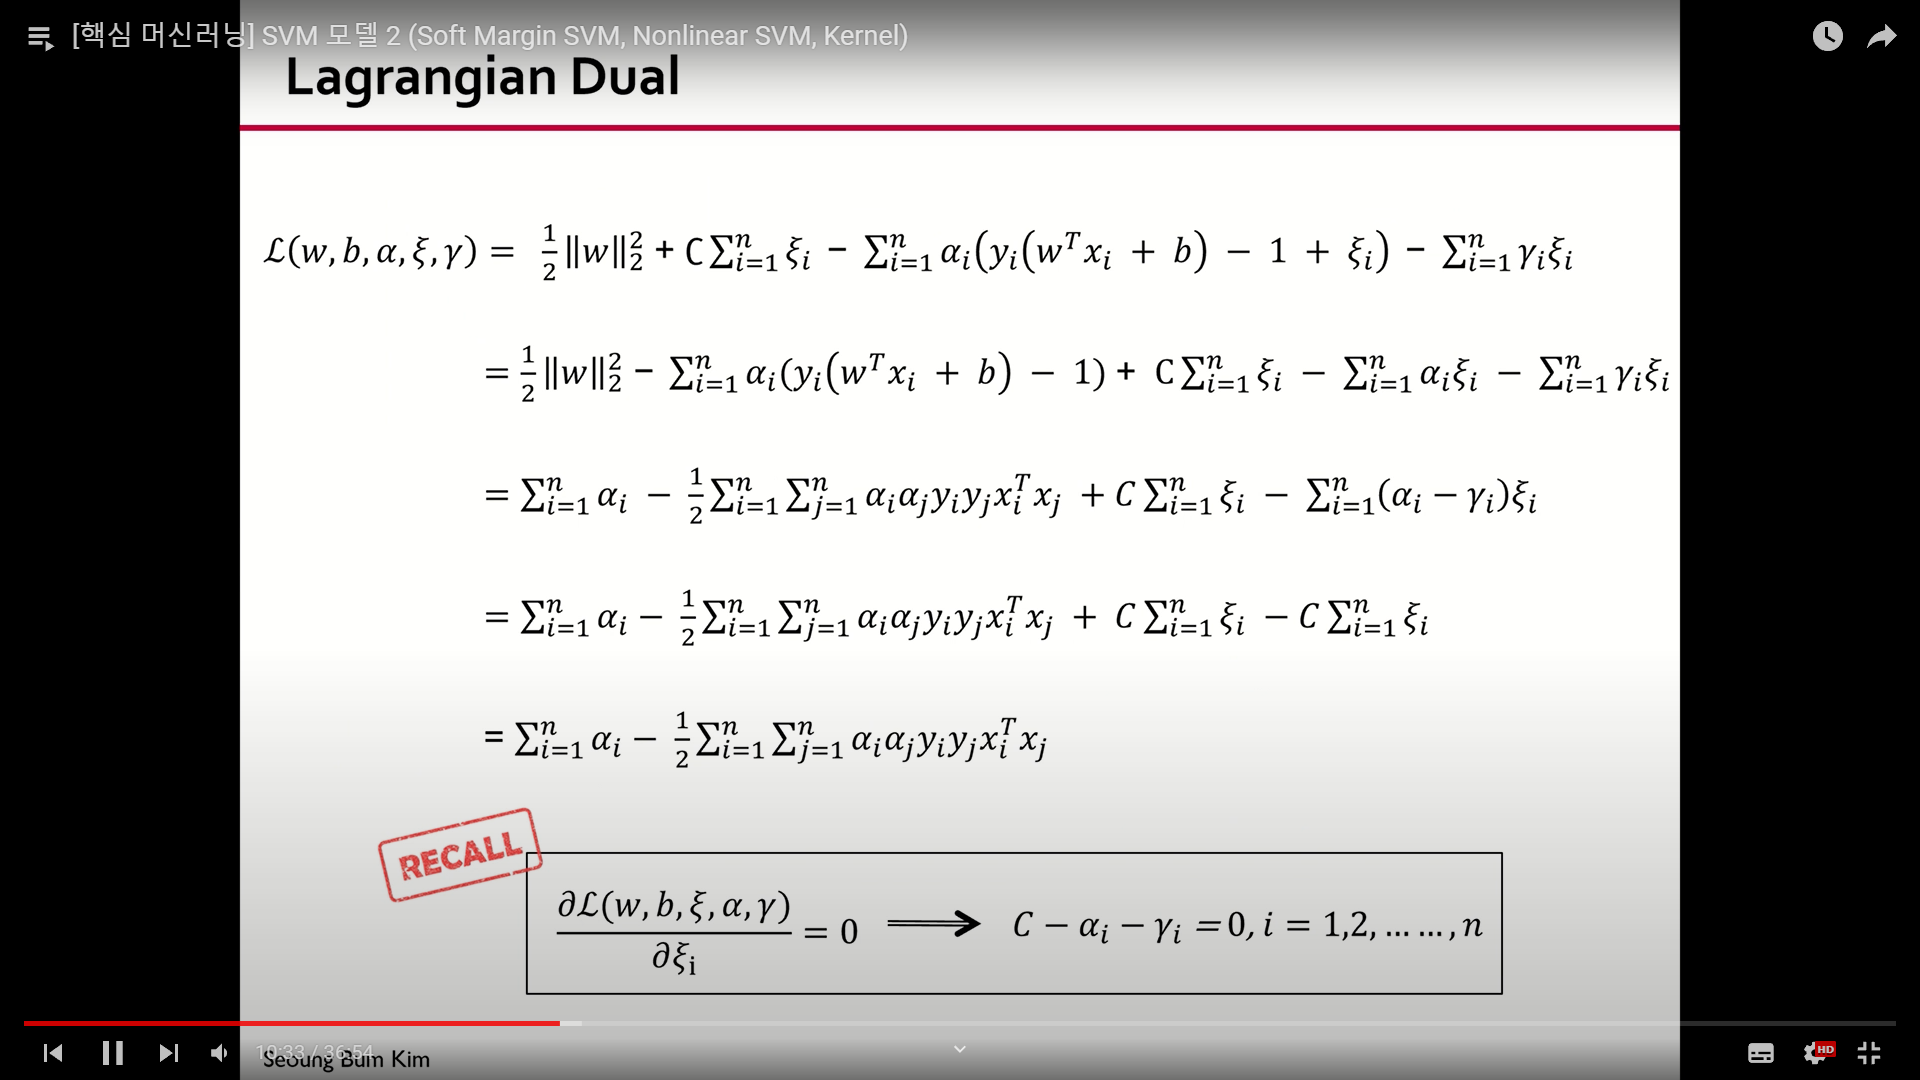 [핵심 머신러닝] SVM 모델 2 (Soft Margin SVM, Nonlinear SVM, Kernel)
Lagrangian Dual
ℒ(w, b, α, ξ, γ) = ½‖w‖₂² + C∑ⁿᵢ₌₁ ξᵢ − ∑ⁿᵢ₌₁ αᵢ(yᵢ(wᵀxᵢ + b) − 1 + ξᵢ) − ∑ⁿᵢ₌₁ γᵢξᵢ
= ½‖w‖₂² − ∑ⁿᵢ₌₁ αᵢ(yᵢ(wᵀxᵢ + b) − 1) + C∑ⁿᵢ₌₁ ξᵢ − ∑ⁿᵢ₌₁ αᵢξᵢ − ∑ⁿᵢ₌₁ γᵢξᵢ
= ∑ⁿᵢ₌₁ αᵢ − ½∑ⁿᵢ₌₁ ∑ⁿⱼ₌₁ αᵢαⱼyᵢyⱼxᵢᵀxⱼ + C∑ⁿᵢ₌₁ ξᵢ − ∑ⁿᵢ₌₁(αᵢ − γᵢ)ξᵢ
= ∑ⁿᵢ₌₁ αᵢ − ½∑ⁿᵢ₌₁ ∑ⁿⱼ₌₁ αᵢαⱼyᵢyⱼxᵢᵀxⱼ + C∑ⁿᵢ₌₁ ξᵢ − C∑ⁿᵢ₌₁ ξᵢ
= ∑ⁿᵢ₌₁ αᵢ − ½∑ⁿᵢ₌₁ ∑ⁿⱼ₌₁ αᵢαⱼyᵢyⱼxᵢᵀxⱼ
RECALL
∂ℒ(w, b, ξ, α, γ)/∂ξᵢ = 0 ⟹ C − αᵢ − γᵢ = 0, i = 1,2, … … , n
10:33 / 36:54
Seoung Bum Kim
HD